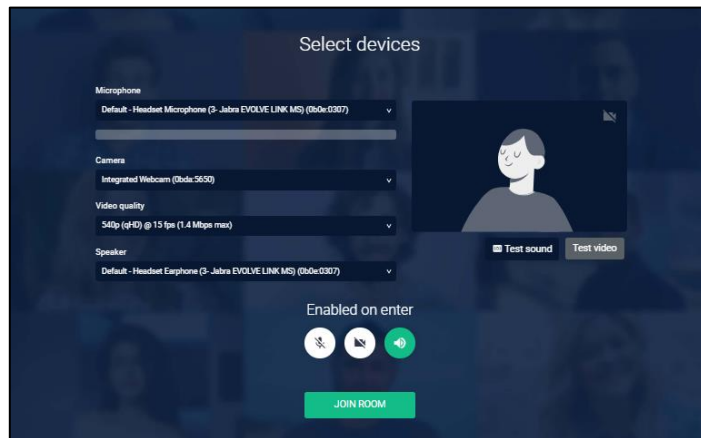 Select devices
Microphone
Default - Headset Microphone (3- Jabra EVOLVE LINK MS) (0b0e:0307)
Camera
Integrated Webcam (0bda:5650)
Video quality
540p (qHD) @ 15 fps (1.4 Mbps max)
Test sound
Test video
Speaker
Default - Headset Earphone (3- Jabra EVOLVE LINK MS) (0b0e:0307)
Enabled on enter
JOIN ROOM